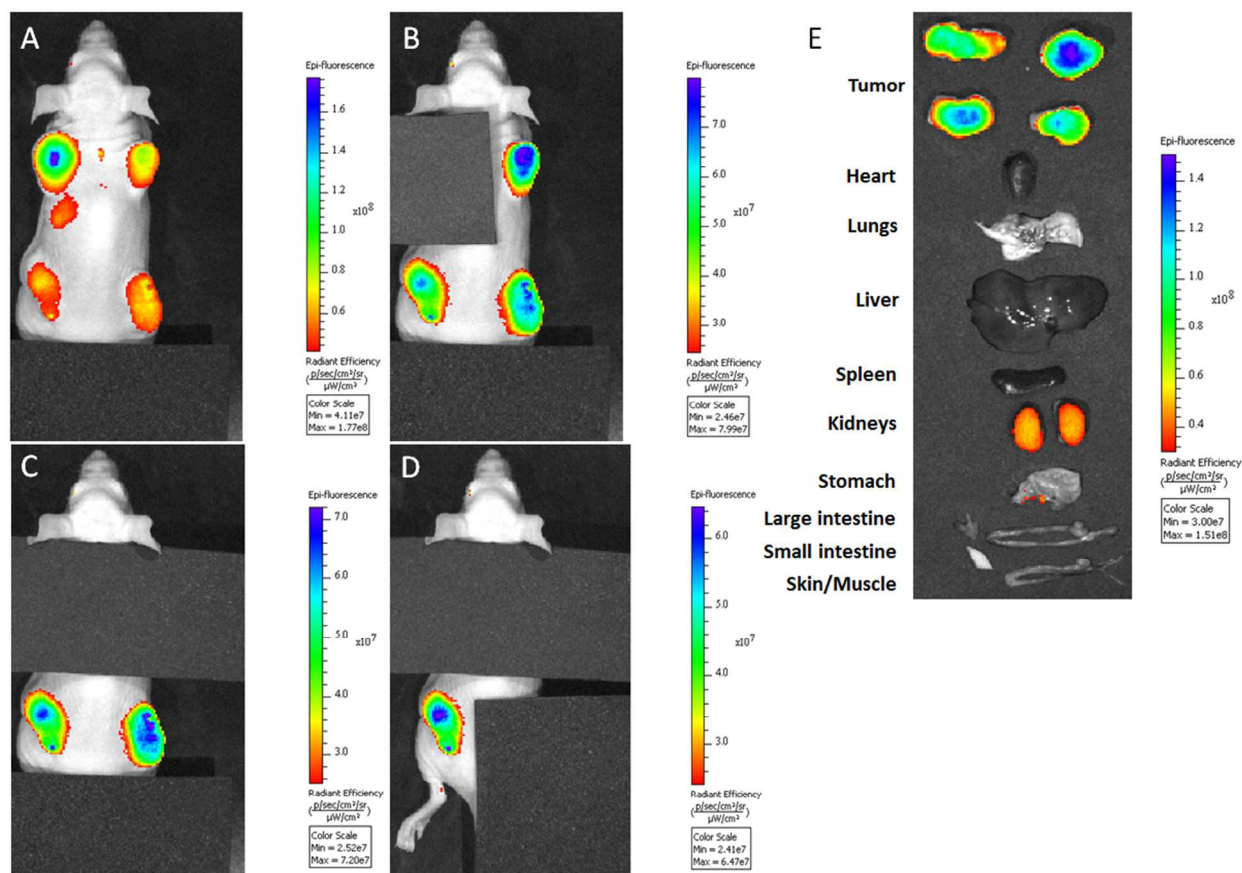 A
Epi-fluorescence
1.6
1.4
1.2
1.0
0.8
0.6
x10⁸
Radiant Efficiency
(p/sec/cm²/sr / µW/cm²)
Color Scale
Min = 4.11e7
Max = 1.77e8
B
Epi-fluorescence
7.0
6.0
5.0
4.0
3.0
x10⁷
Radiant Efficiency
(p/sec/cm²/sr / µW/cm²)
Color Scale
Min = 2.46e7
Max = 7.99e7
C
Epi-fluorescence
7.0
6.0
5.0
4.0
3.0
x10⁷
Radiant Efficiency
(p/sec/cm²/sr / µW/cm²)
Color Scale
Min = 2.52e7
Max = 7.20e7
D
Epi-fluorescence
6.0
5.0
4.0
3.0
x10⁷
Radiant Efficiency
(p/sec/cm²/sr / µW/cm²)
Color Scale
Min = 2.41e7
Max = 6.47e7
E
Tumor
Heart
Lungs
Liver
Spleen
Kidneys
Stomach
Large intestine
Small intestine
Skin/Muscle
Epi-fluorescence
1.4
1.2
1.0
0.8
0.6
0.4
x10⁸
Radiant Efficiency
(p/sec/cm²/sr / µW/cm²)
Color Scale
Min = 3.00e7
Max = 1.51e8